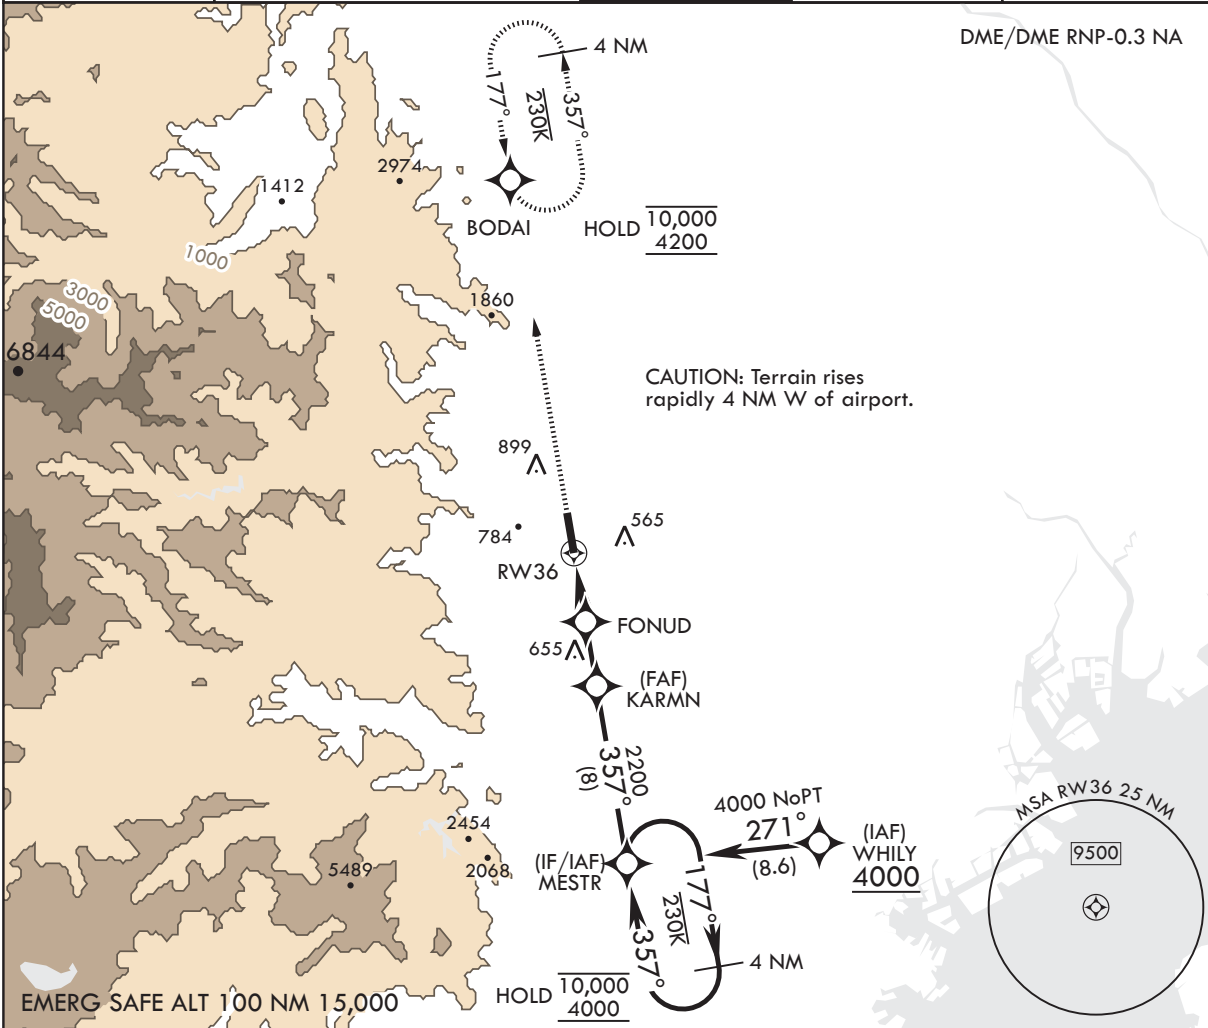 DME/DME RNP-0.3 NA
4 NM
177°
230K
357°
2974
1412
BODAI
HOLD 10,000
4200
1000
3000
5000
1860
6844
CAUTION: Terrain rises
rapidly 4 NM W of airport.
899
784
565
RW36
FONUD
655
(FAF)
KARMN
2200
357°
(8)
4000 NoPT
271°
(8.6)
(IAF)
WHILY
4000
MSA RW36 25 NM
9500
2454
2068
5489
(IF/IAF)
MESTR
177°
230K
357°
4 NM
HOLD 10,000
4000
EMERG SAFE ALT 100 NM 15,000